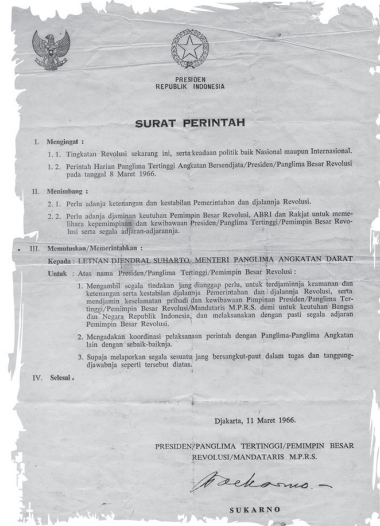 PRESIDEN
REPUBLIK INDONESIA
SURAT PERINTAH
I. Mengingat :
1. 1. Tingkatan Revolusi sekarang ini, serta keadaan politik baik Nasional maupun Internasional.
1. 2. Perintah Harian Panglima Tertinggi Angkatan Bersendjata/Presiden/Panglima Besar Revolusi
pada tanggal 8 Maret 1966.
II. Menimbang :
2. 1. Perlu adanja ketenangan dan kestabilan Pemerintahan dan djalannja Revolusi.
2. 2. Perlu adanja djaminan keutuhan Pemimpin Besar Revolusi, ABRI dan Rakjat untuk meme-
lihara kepemimpinan dan kewibawaan Presiden/Panglima Tertinggi/Pemimpin Besar Revo-
lusi serta segala adjaran-adjarannja.
III. Memutuskan/Memerintahkan :
Kepada : LETNAN DJENDRAL SUHARTO, MENTERI PANGLIMA ANGKATAN DARAT
Untuk : Atas nama Presiden/Panglima Tertinggi/Pemimpin Besar Revolusi :
1. Mengambil segala tindakan jang dianggap perlu, untuk terdjaminnja keamanan dan
ketenangan serta kestabilan djalannja Pemerintahan dan djalannja Revolusi, serta
mendjamin keselamatan pribadi dan kewibawaan Pimpinan Presiden/Panglima Ter-
tinggi/Pemimpin Besar Revolusi/Mandataris M.P.R.S. demi untuk keutuhan Bangsa
dan Negara Republik Indonesia, dan melaksanakan dengan pasti segala adjaran
Pemimpin Besar Revolusi.
2. Mengadakan koordinasi pelaksanaan perintah dengan Panglima-Panglima Angkatan
lain dengan sebaik-baiknja.
3. Supaja melaporkan segala sesuatu jang bersangkut-paut dalam tugas dan tanggung-
djawabnja seperti tersebut diatas.
IV. Selesai.
Djakarta, 11 Maret 1966.
PRESIDEN/PANGLIMA TERTINGGI/PEMIMPIN BESAR
REVOLUSI/MANDATARIS M.P.R.S.
Soekarno
SUKARNO